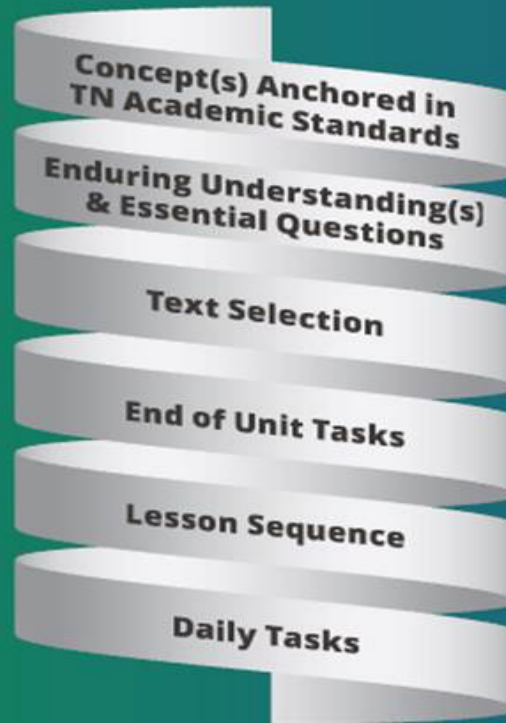 Concept(s) Anchored in
TN Academic Standards
Enduring Understanding(s)
& Essential Questions
Text Selection
End of Unit Tasks
Lesson Sequence
Daily Tasks